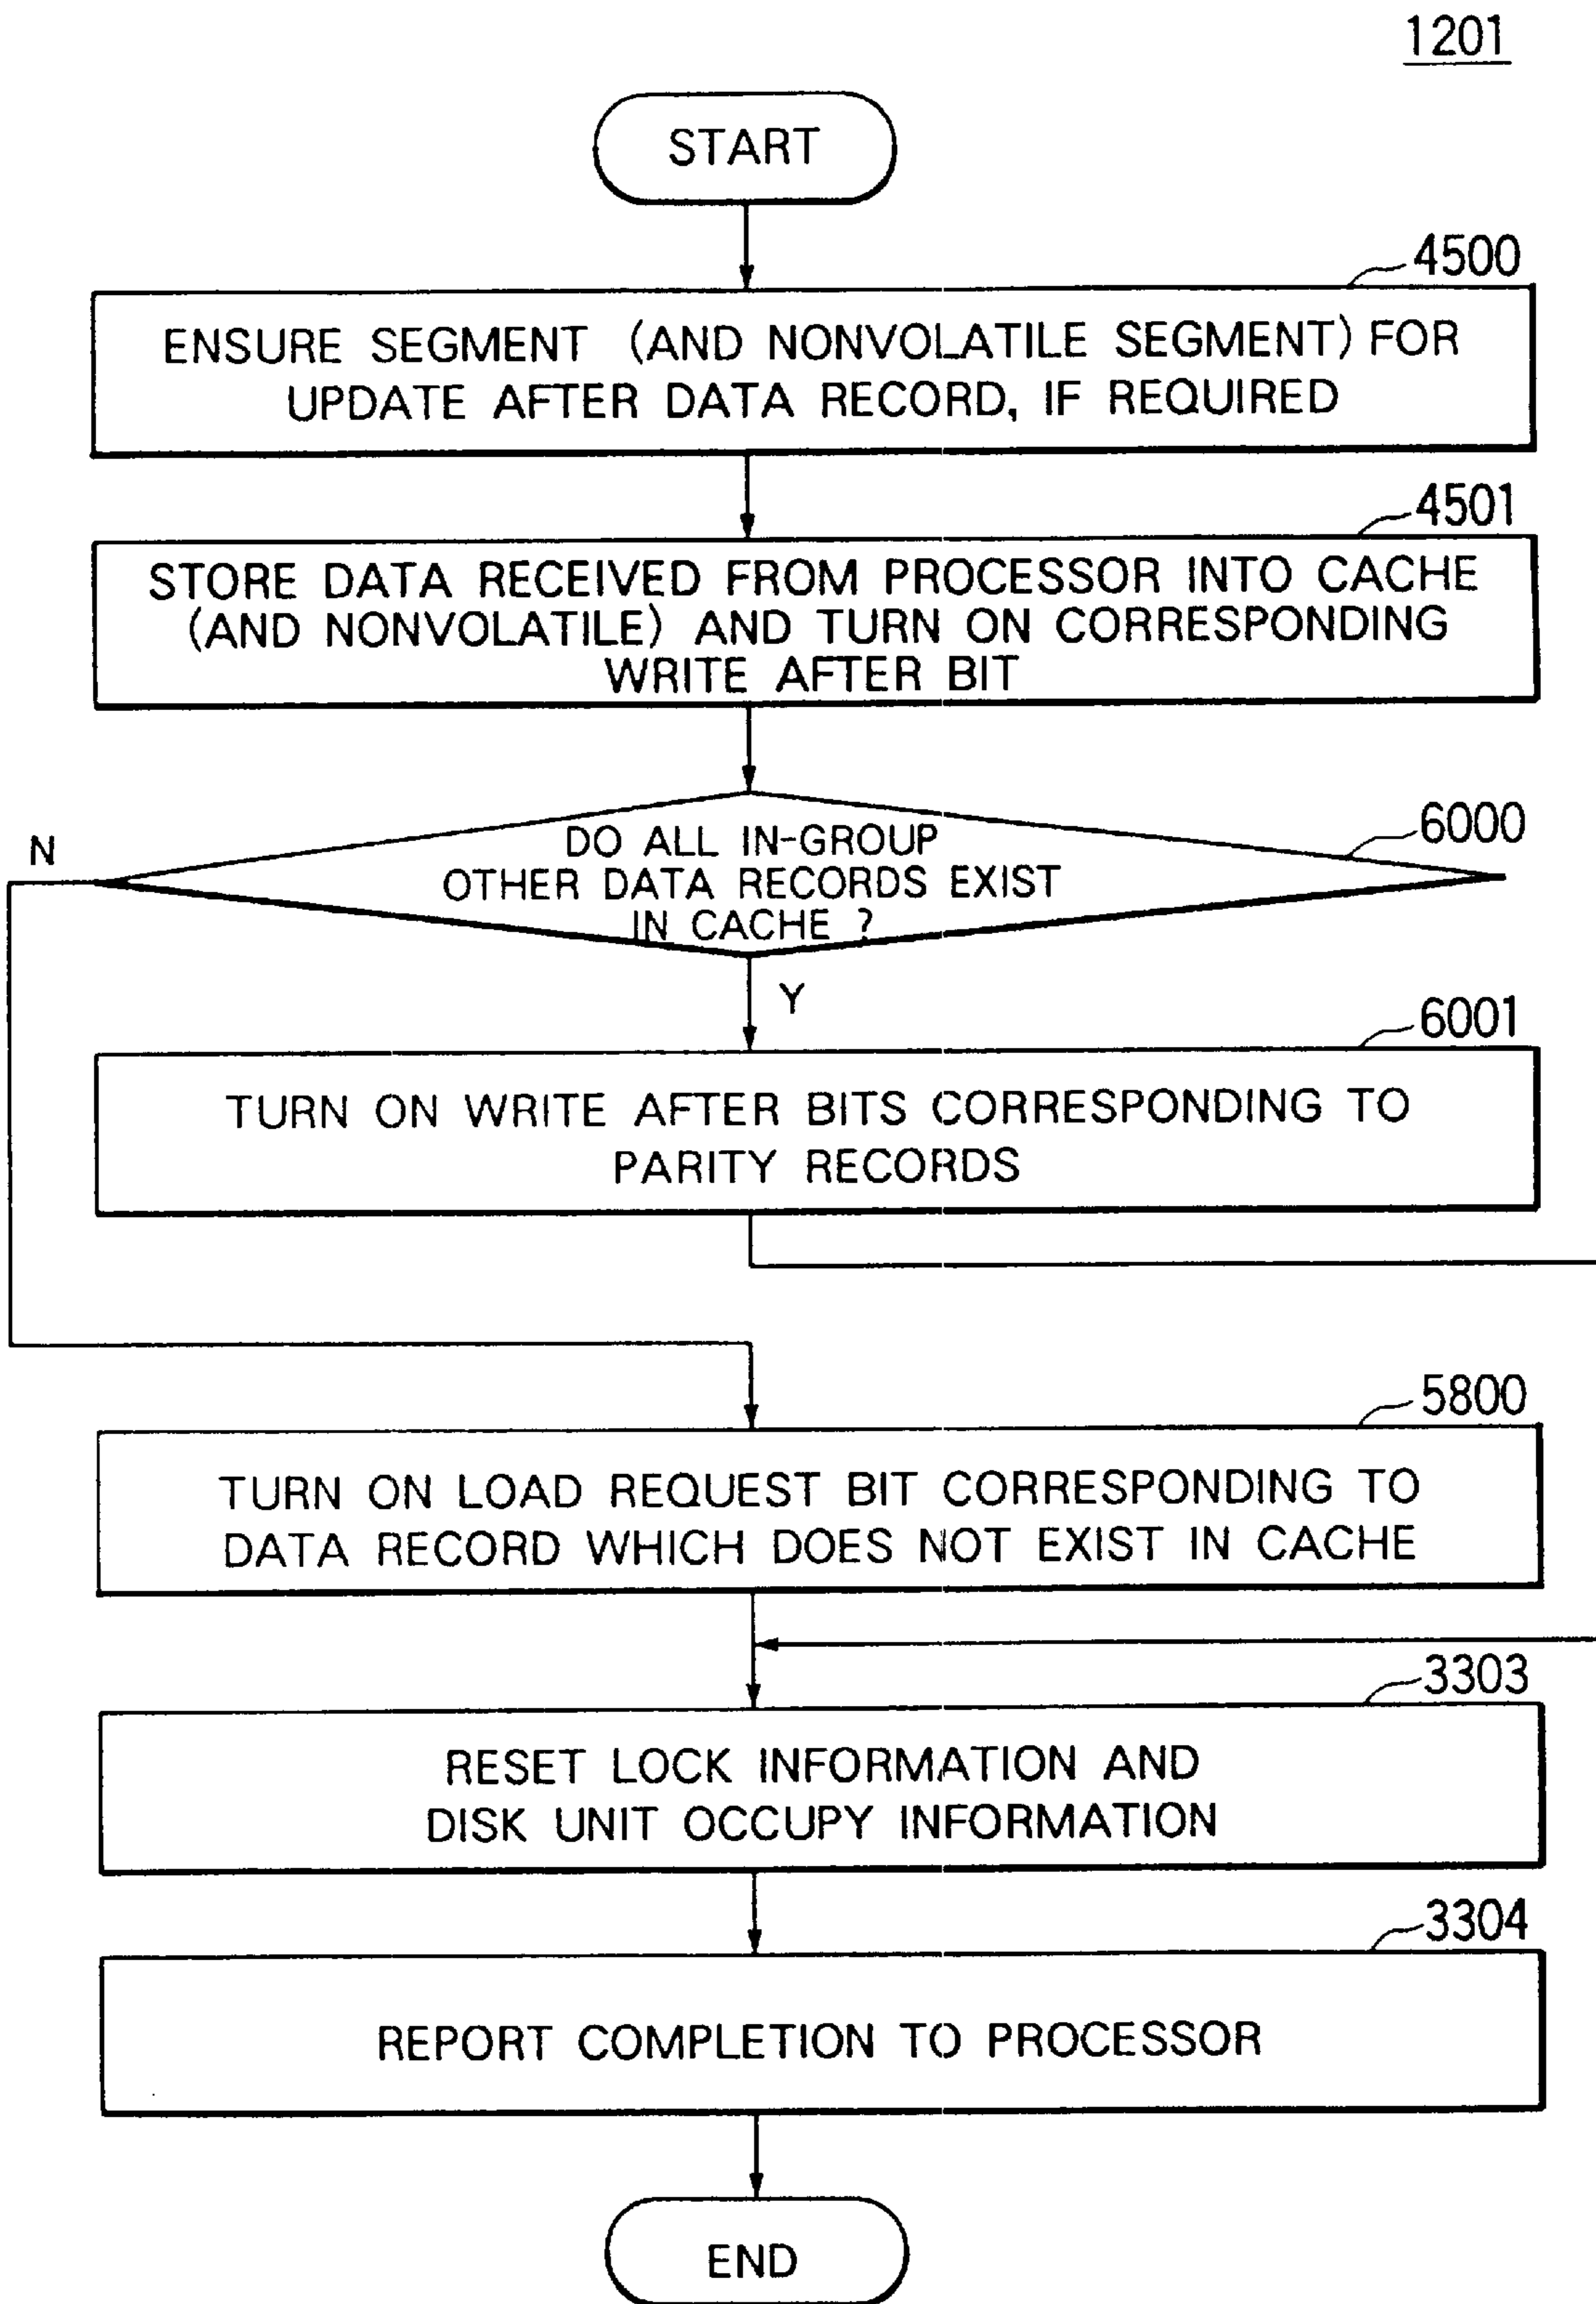 1201
START
4500
ENSURE SEGMENT (AND NONVOLATILE SEGMENT) FOR
UPDATE AFTER DATA RECORD, IF REQUIRED
4501
STORE DATA RECEIVED FROM PROCESSOR INTO CACHE
(AND NONVOLATILE) AND TURN ON CORRESPONDING
WRITE AFTER BIT
6000
N
DO ALL IN-GROUP
OTHER DATA RECORDS EXIST
IN CACHE ?
Y
6001
TURN ON WRITE AFTER BITS CORRESPONDING TO
PARITY RECORDS
5800
TURN ON LOAD REQUEST BIT CORRESPONDING TO
DATA RECORD WHICH DOES NOT EXIST IN CACHE
3303
RESET LOCK INFORMATION AND
DISK UNIT OCCUPY INFORMATION
3304
REPORT COMPLETION TO PROCESSOR
END